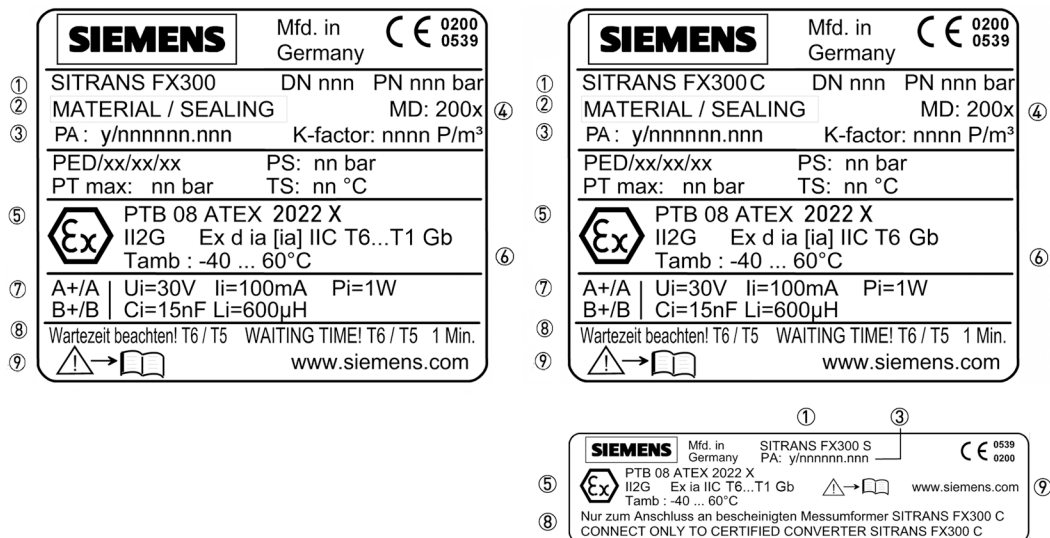 SIEMENS Mfd. in Germany CE 0200 0539
① SITRANS FX300 DN nnn PN nnn bar
② MATERIAL / SEALING MD: 200x ④
③ PA: y/nnnnnn.nnn K-factor: nnnn P/m³
PED/xx/xx/xx PS: nn bar
PT max: nn bar TS: nn °C
⑤ Ex PTB 08 ATEX 2022 X
II2G Ex d ia [ia] IIC T6...T1 Gb
Tamb : -40 ... 60°C ⑥
⑦ A+/A Ui=30V Ii=100mA Pi=1W
B+/B Ci=15nF Li=600µH
⑧ Wartezeit beachten! T6 / T5 WAITING TIME! T6 / T5 1 Min.
⑨ www.siemens.com
SIEMENS Mfd. in Germany CE 0200 0539
① SITRANS FX300C DN nnn PN nnn bar
② MATERIAL / SEALING MD: 200x ④
③ PA: y/nnnnnn.nnn K-factor: nnnn P/m³
PED/xx/xx/xx PS: nn bar
PT max: nn bar TS: nn °C
⑤ Ex PTB 08 ATEX 2022 X
II2G Ex d ia [ia] IIC T6 Gb
Tamb : -40 ... 60°C ⑥
⑦ A+/A Ui=30V Ii=100mA Pi=1W
B+/B Ci=15nF Li=600µH
⑧ Wartezeit beachten! T6 / T5 WAITING TIME! T6 / T5 1 Min.
⑨ www.siemens.com
① ③
SIEMENS Mfd. in Germany SITRANS FX300 S CE 0539 0200
PA: y/nnnnnn.nnn
PTB 08 ATEX 2022 X
⑤ Ex II2G Ex ia IIC T6...T1 Gb www.siemens.com ⑨
Tamb : -40 ... 60°C
⑧ Nur zum Anschluss an bescheinigten Messumformer SITRANS FX300 C
CONNECT ONLY TO CERTIFIED CONVERTER SITRANS FX300 C